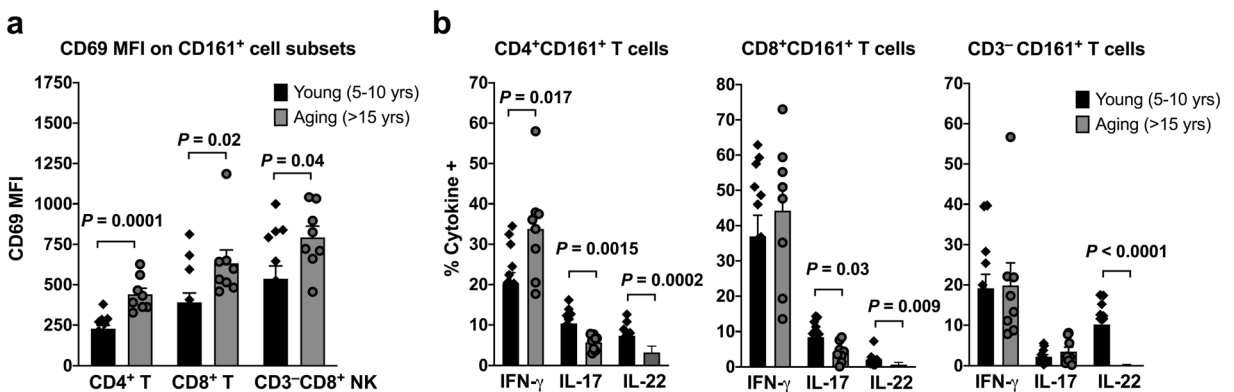 a
CD69 MFI on CD161⁺ cell subsets
CD69 MFI
1750
1500
1250
1000
750
500
250
0
Young (5-10 yrs)
Aging (>15 yrs)
P = 0.0001
P = 0.02
P = 0.04
CD4⁺ T
CD8⁺ T
CD3⁻CD8⁺ NK
b
CD4⁺CD161⁺ T cells
% Cytokine +
70
60
50
40
30
20
10
0
P = 0.017
P = 0.0015
P = 0.0002
IFN-γ
IL-17
IL-22
CD8⁺CD161⁺ T cells
80
70
60
50
40
30
20
10
0
P = 0.03
P = 0.009
IFN-γ
IL-17
IL-22
CD3⁻ CD161⁺ T cells
70
60
50
40
30
20
10
0
Young (5-10 yrs)
Aging (>15 yrs)
P < 0.0001
IFN-γ
IL-17
IL-22